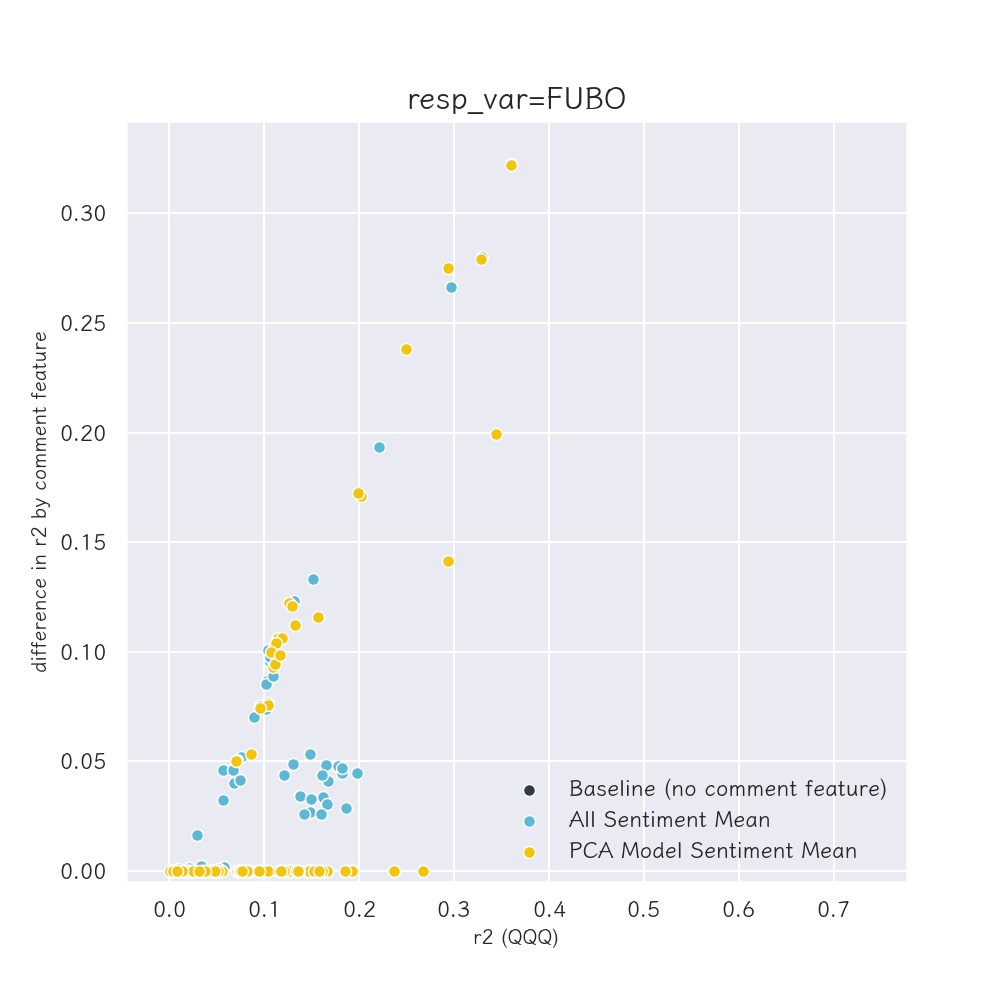 resp_var=FUBO
difference in r2 by comment feature
0.30
0.25
0.20
0.15
0.10
0.05
0.00
Baseline (no comment feature)
All Sentiment Mean
PCA Model Sentiment Mean
0.0 0.1 0.2 0.3 0.4 0.5 0.6 0.7
r2 (QQQ)